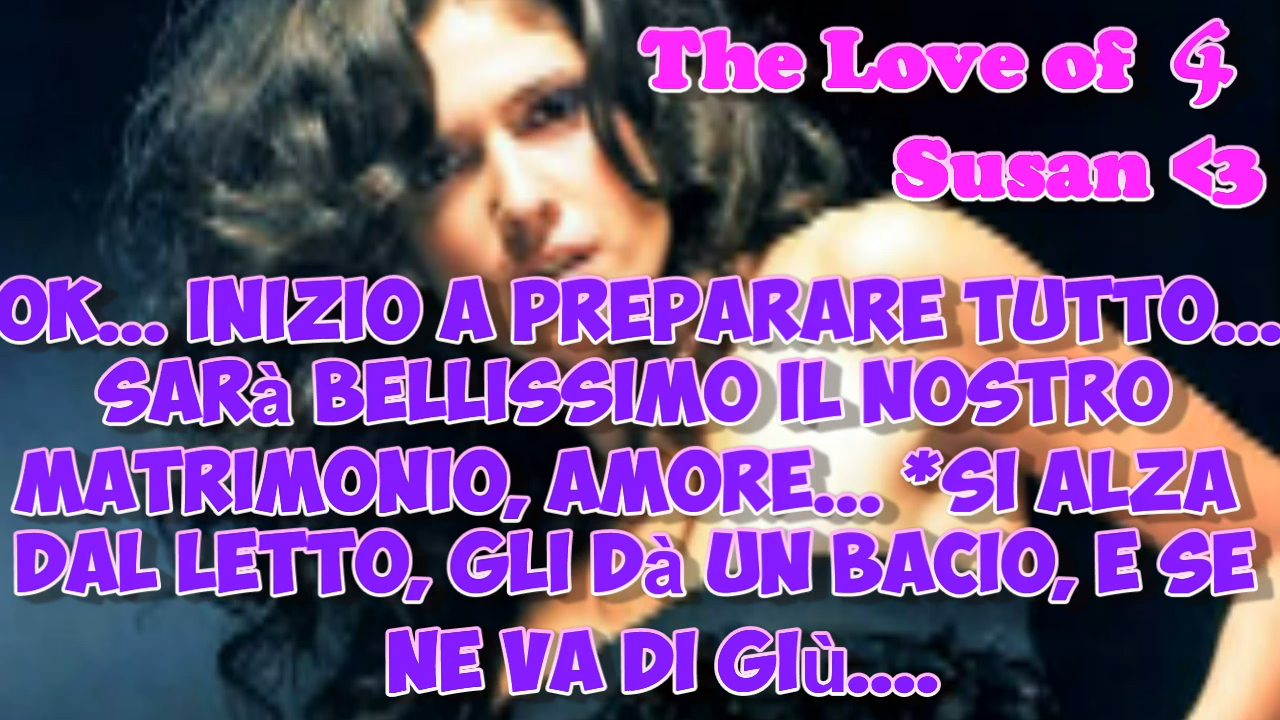 The Love of G
Susan <3
OK... INIZIO A PREPARARE TUTTO...
SARà BELLISSIMO IL NOSTRO
MATRIMONIO, AMORE... *SI ALZA
DAL LETTO, GLI Dà UN BACIO, E SE
NE VA DI GIù....